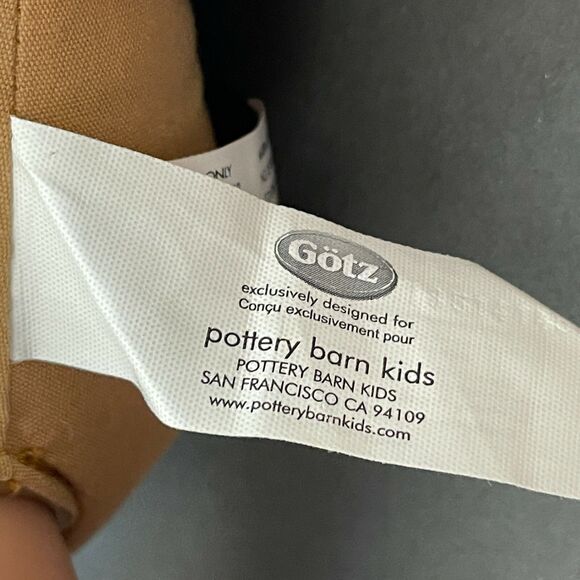 ONLY
Götz
exclusively designed for
Conçu exclusivement pour
pottery barn kids
POTTERY BARN KIDS
SAN FRANCISCO CA 94109
www.potterybarnkids.com